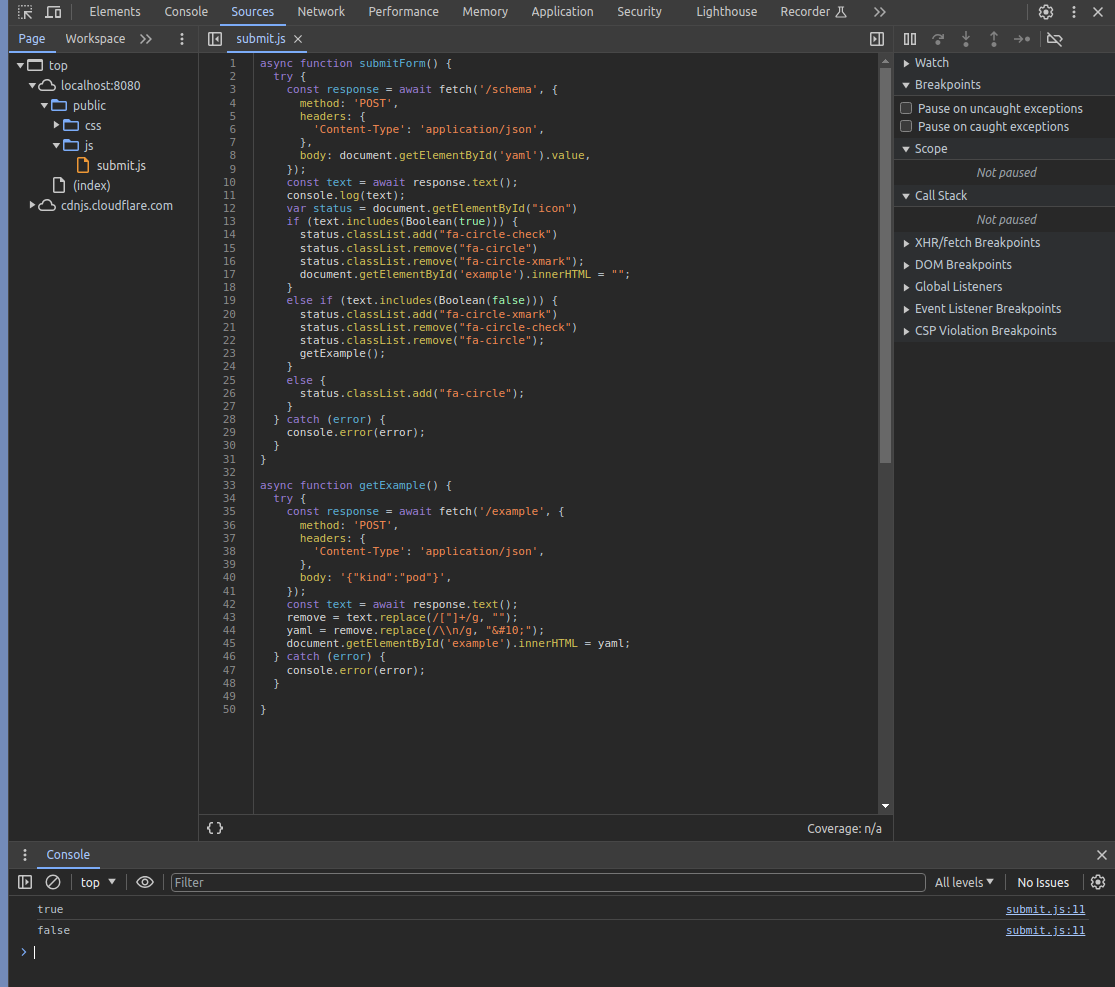 Elements Console Sources Network Performance Memory Application Security Lighthouse Recorder
Page Workspace
submit.js
top
localhost:8080
public
css
js
submit.js
(index)
cdnjs.cloudflare.com
1 async function submitForm() {
2   try {
3     const response = await fetch('/schema', {
4       method: 'POST',
5       headers: {
6         'Content-Type': 'application/json',
7       },
8       body: document.getElementById('yaml').value,
9     });
10     const text = await response.text();
11     console.log(text);
12     var status = document.getElementById("icon")
13     if (text.includes(Boolean(true))) {
14       status.classList.add("fa-circle-check")
15       status.classList.remove("fa-circle")
16       status.classList.remove("fa-circle-xmark");
17       document.getElementById('example').innerHTML = "";
18     }
19     else if (text.includes(Boolean(false))) {
20       status.classList.add("fa-circle-xmark")
21       status.classList.remove("fa-circle-check")
22       status.classList.remove("fa-circle");
23       getExample();
24     }
25     else {
26       status.classList.add("fa-circle");
27     }
28   } catch (error) {
29     console.error(error);
30   }
31 }
32
33 async function getExample() {
34   try {
35     const response = await fetch('/example', {
36       method: 'POST',
37       headers: {
38         'Content-Type': 'application/json',
39       },
40       body: '{"kind":"pod"}',
41     });
42     const text = await response.text();
43     remove = text.replace(/["]+/g, "");
44     yaml = remove.replace(/\\n/g, "&#10;");
45     document.getElementById('example').innerHTML = yaml;
46   } catch (error) {
47     console.error(error);
48   }
49
50 }
{} Coverage: n/a
Watch
Breakpoints
Pause on uncaught exceptions
Pause on caught exceptions
Scope
Not paused
Call Stack
Not paused
XHR/fetch Breakpoints
DOM Breakpoints
Global Listeners
Event Listener Breakpoints
CSP Violation Breakpoints
Console
top Filter All levels No Issues
true submit.js:11
false submit.js:11